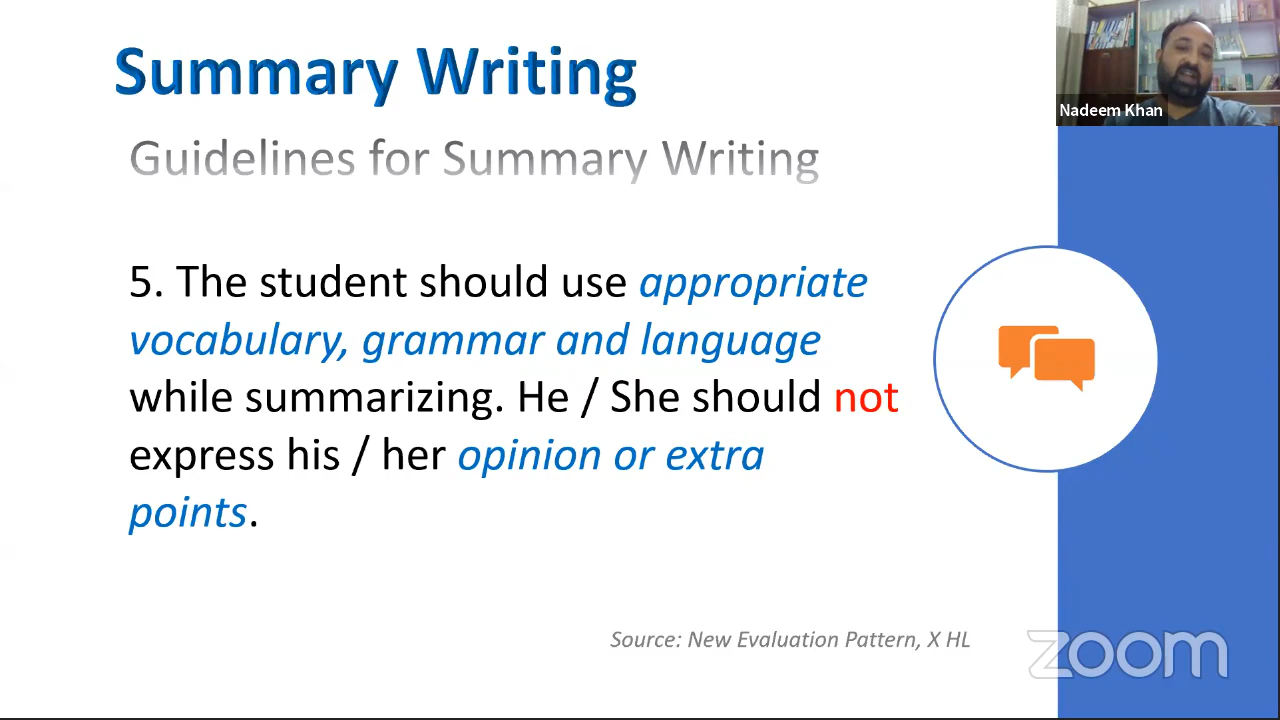 Summary Writing
Nadeem Khan
Guidelines for Summary Writing
5. The student should use appropriate
vocabulary, grammar and language
while summarizing. He / She should not
express his / her opinion or extra
points.
Source: New Evaluation Pattern, X HL
zoom